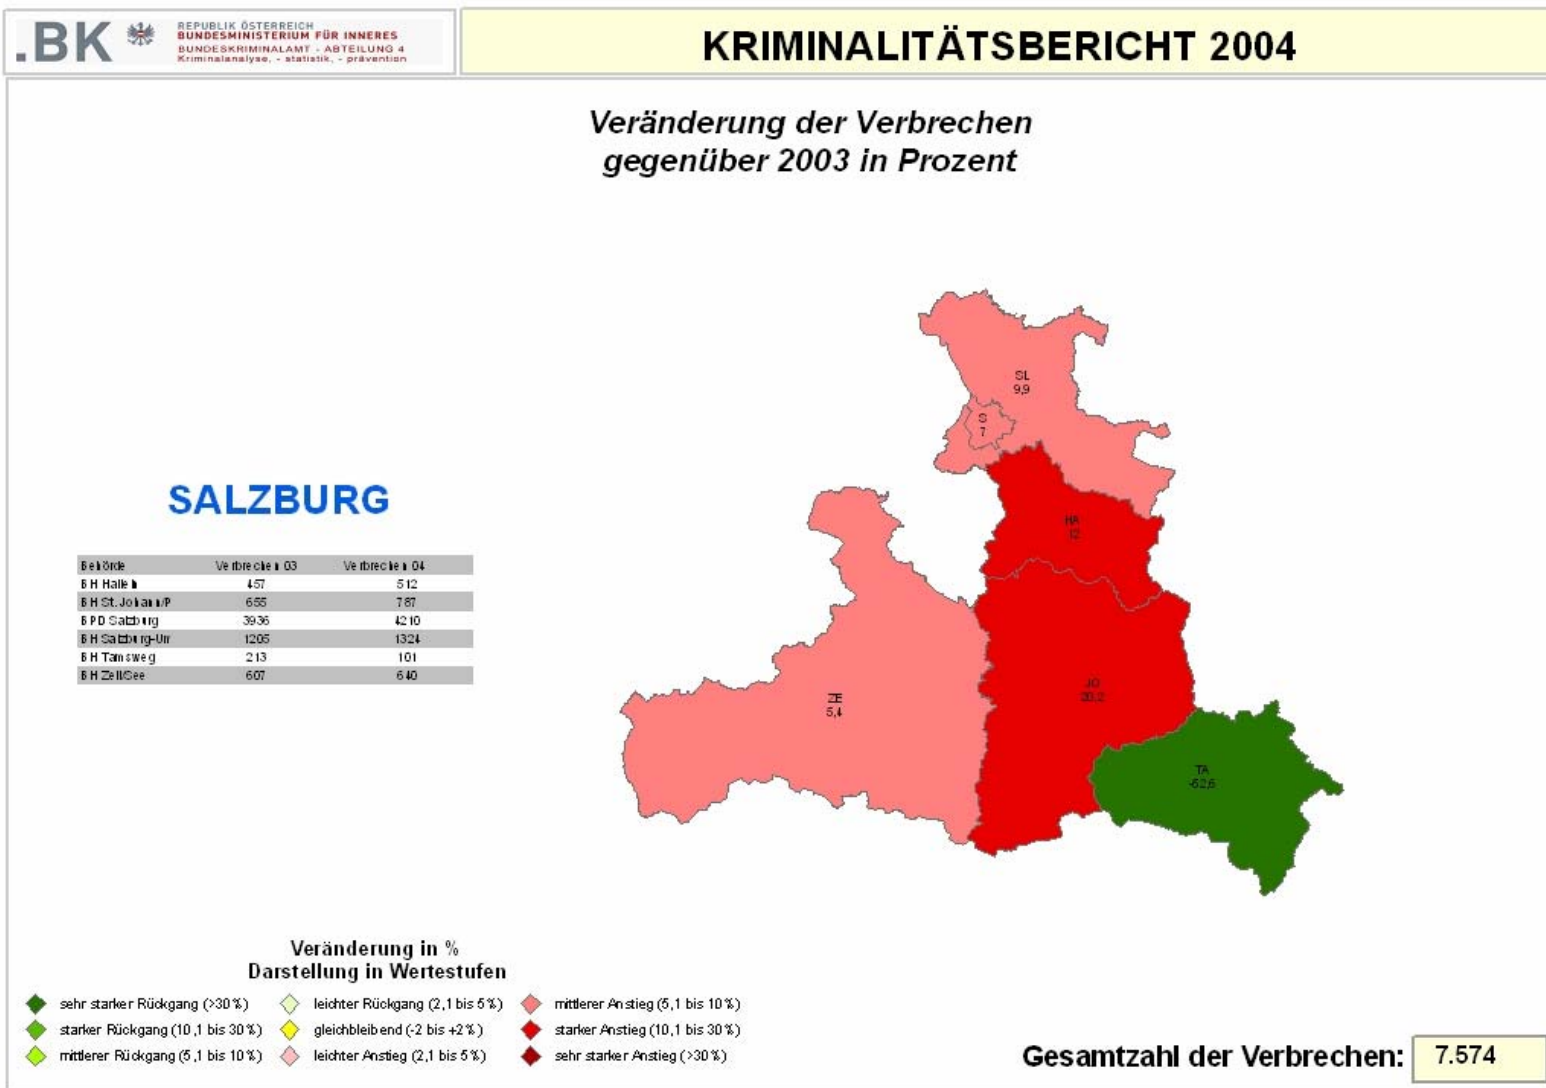 .BK
REPUBLIK ÖSTERREICH
BUNDESMINISTERIUM FÜR INNERES
BUNDESKRIMINALAMT - ABTEILUNG 4
Kriminalanalyse, - statistik, - prävention
KRIMINALITÄTSBERICHT 2004
Veränderung der Verbrechen
gegenüber 2003 in Prozent
SL
9,9
S
7
HA
12
SALZBURG
Behörde Verbrechen 03 Verbrechen 04
BH Hallein 457 512
BH St.Johann/P 655 787
BPD Salzburg 3936 4210
BH Salzburg-Um 1205 1324
BH Tamsweg 213 101
BH Zell/See 607 640
ZE
5,4
JO
20,2
TA
-52,6
Veränderung in %
Darstellung in Wertestufen
sehr starker Rückgang (>30%) leichter Rückgang (2,1 bis 5%) mittlerer Anstieg (5,1 bis 10%)
starker Rückgang (10,1 bis 30%) gleichbleibend (-2 bis +2%) starker Anstieg (10,1 bis 30%)
mittlerer Rückgang (5,1 bis 10%) leichter Anstieg (2,1 bis 5%) sehr starker Anstieg (>30%)
Gesamtzahl der Verbrechen: 7.574